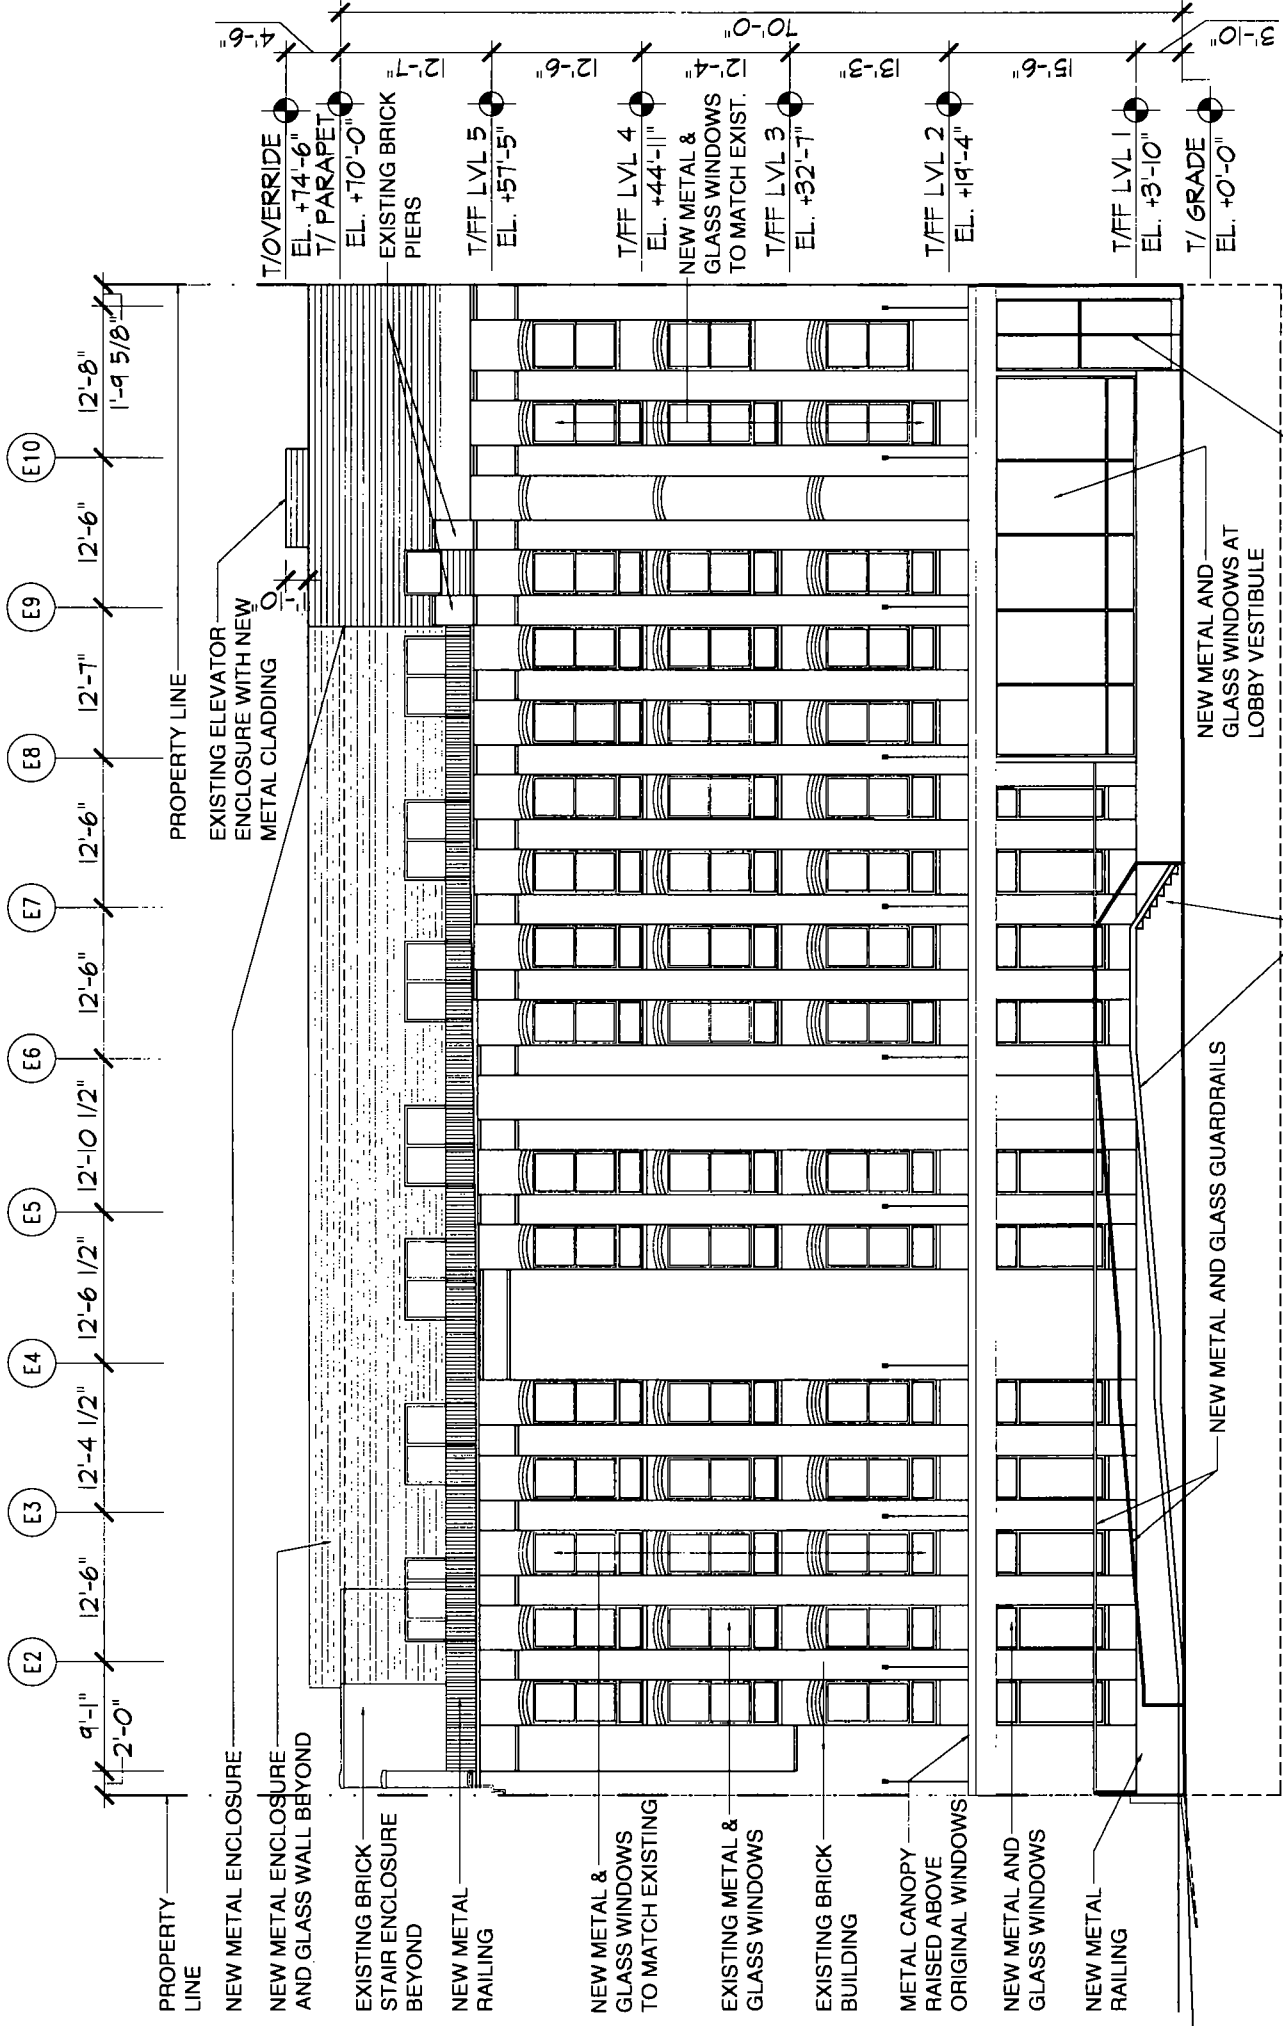 E2
E3
E4
E5
E6
E7
E8
E9
E10
9'-1"
12'-6"
12'-4 1/2"
12'-6 1/2"
12'-10 1/2"
12'-6"
12'-6"
12'-7"
12'-6"
12'-8"
2'-0"
1'-9 5/8"
PROPERTY
LINE
NEW METAL ENCLOSURE
NEW METAL ENCLOSURE
AND GLASS WALL BEYOND
EXISTING BRICK
STAIR ENCLOSURE
BEYOND
NEW METAL
RAILING
NEW METAL &
GLASS WINDOWS
TO MATCH EXISTING
EXISTING METAL &
GLASS WINDOWS
EXISTING BRICK
BUILDING
METAL CANOPY
RAISED ABOVE
ORIGINAL WINDOWS
NEW METAL AND
GLASS WINDOWS
NEW METAL
RAILING
PROPERTY LINE
EXISTING ELEVATOR
ENCLOSURE WITH NEW
METAL CLADDING
NEW METAL AND GLASS GUARDRAILS
NEW METAL AND
GLASS WINDOWS AT
LOBBY VESTIBULE
T/OVERRIDE
EL. +74'-6"
T/ PARAPET
EL. +70'-0"
EXISTING BRICK
PIERS
T/FF LVL 5
EL. +57'-5"
T/FF LVL 4
EL. +44'-11"
NEW METAL &
GLASS WINDOWS
TO MATCH EXIST.
T/FF LVL 3
EL. +32'-7"
T/FF LVL 2
EL. +19'-4"
T/FF LVL 1
EL. +3'-10"
T/ GRADE
EL. +0'-0"
4'-6"
12'-7"
12'-6"
12'-4"
13'-3"
15'-6"
3'-10"
70'-0"